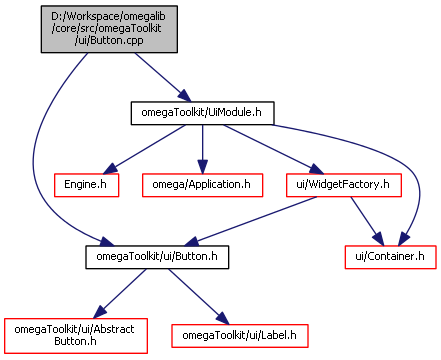 D:/Workspace/omegalib
/core/src/omegaToolkit
/ui/Button.cpp
omegaToolkit/UiModule.h
Engine.h
omega/Application.h
ui/WidgetFactory.h
omegaToolkit/ui/Button.h
ui/Container.h
omegaToolkit/ui/Abstract
Button.h
omegaToolkit/ui/Label.h